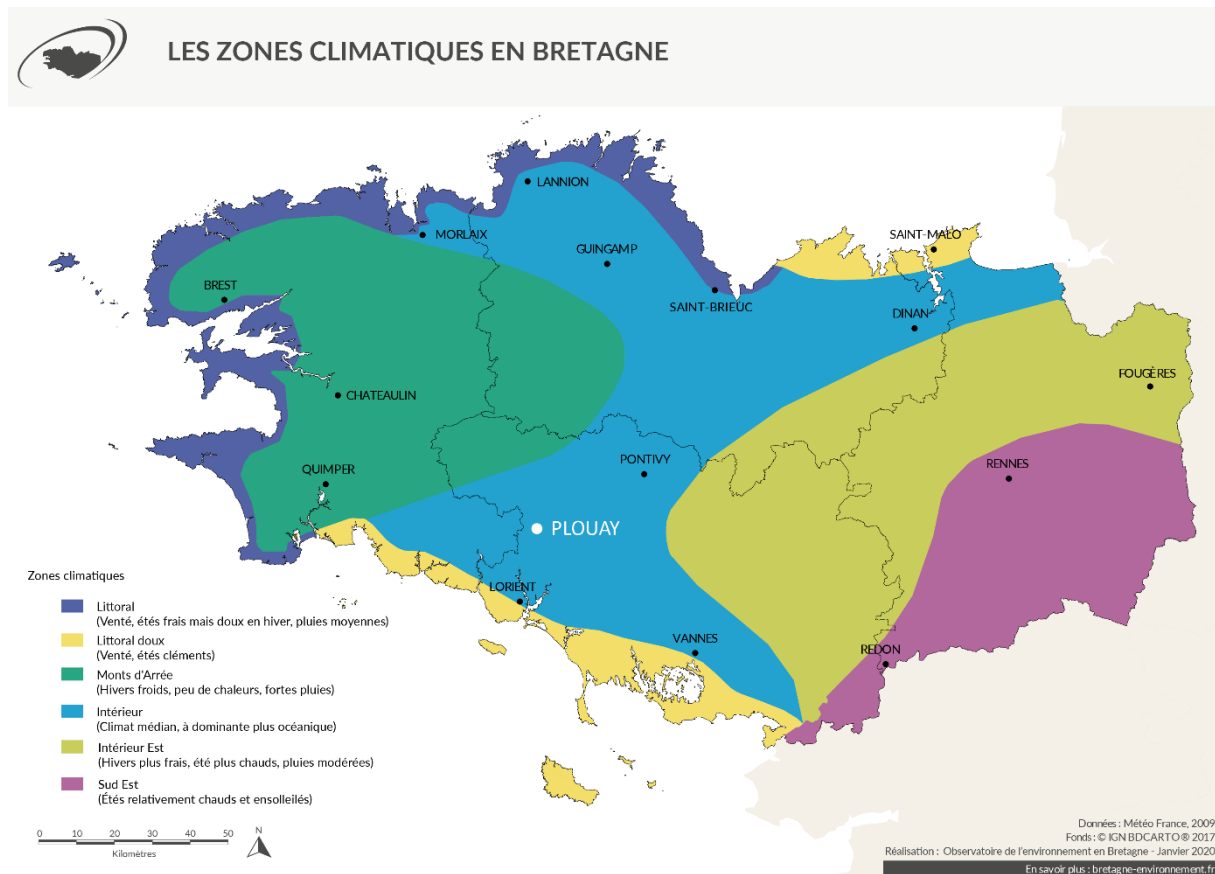 LES ZONES CLIMATIQUES EN BRETAGNE
LANNION
MORLAIX
SAINT-MALO
GUINGAMP
BREST
SAINT-BRIEUC
DINAN
FOUGÈRES
CHATEAULIN
PONTIVY
RENNES
QUIMPER
PLOUAY
LORIENT
VANNES
REDON
Zones climatiques
Littoral
(Venté, étés frais mais doux en hiver, pluies moyennes)
Littoral doux
(Venté, étés cléments)
Monts d'Arrée
(Hivers froids, peu de chaleurs, fortes pluies)
Intérieur
(Climat médian, à dominante plus océanique)
Intérieur Est
(Hivers plus frais, été plus chauds, pluies modérées)
Sud Est
(Étés relativement chauds et ensolleilés)
0 10 20 30 40 50
Kilomètres
N
Données : Météo France, 2009
Fonds : © IGN BDCARTO ® 2017
Réalisation : Observatoire de l'environnement en Bretagne - Janvier 2020
En savoir plus : bretagne-environnement.fr